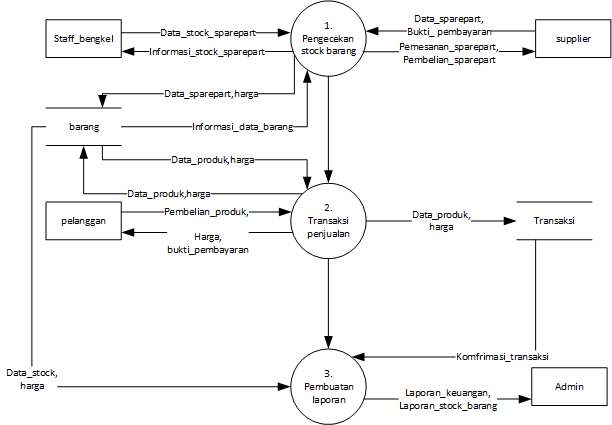 Staff_bengkel
Data_stock_sparepart
Informasi_stock_sparepart
1.
Pengecekan
stock barang
Data_sparepart,
Bukti_ pembayaran
Pemesanan_sparepart,
Pembelian_sparepart
supplier
Data_sparepart,harga
barang
Informasi_data_barang
Data_produk,harga
Data_produk,harga
pelanggan
Pembelian_produk,
Harga,
bukti_pembayaran
2.
Transaksi
penjualan
Data_produk,
harga
Transaksi
Komfrimasi_transaksi
Data_stock,
harga
3.
Pembuatan
laporan
Laporan_keuangan,
Laporan_stock_barang
Admin